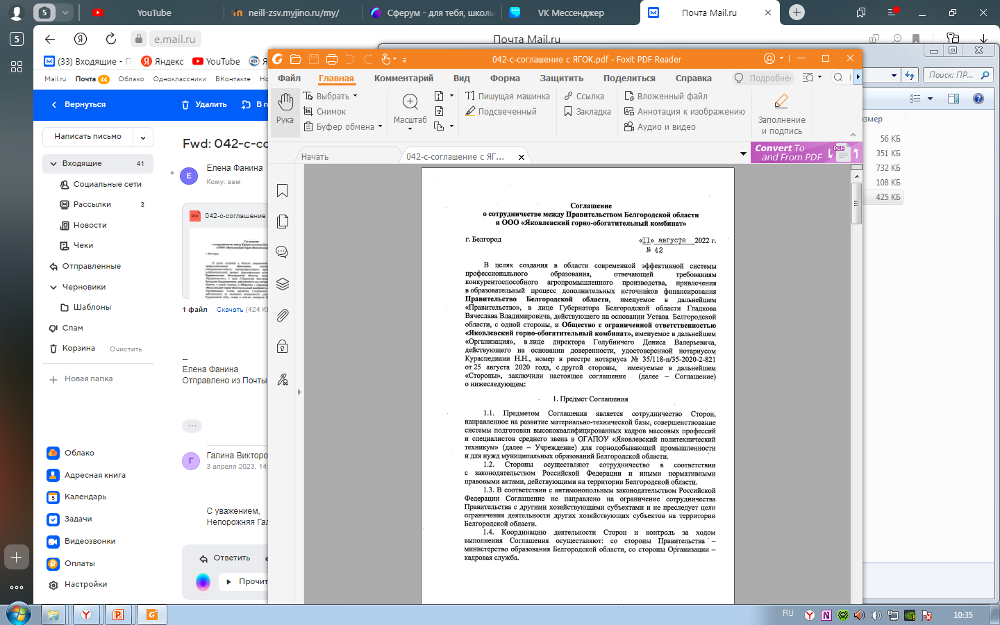 5
YouTube
neill-zsv.myjino.ru/my/
Сферум - для тебя, школь
VK Мессенджер
Почта Mail.ru
5
e.mail.ru
Почта Mail.ru
(33) Входящие - П
Яндекс
YouTube
Mail.ru
Почта 44
Облако
Одноклассники
ВКонтакте
Но
Вернуться
Удалить
В п
Написать письмо
Входящие 41
Социальные сети
Рассылки 3
Новости
Чеки
Отправленные
Черновики
Шаблоны
Спам
Корзина Очистить
Новая папка
Облако
Адресная книга
Календарь
Задачи
Видеозвонки
Оплаты
Настройки
Fwd: 042-с-со
Е
Елена Фанина
Кому: вам
PDF 042-с-соглашение
1 файл Скачать (424 КБ
--
Елена Фанина
Отправлено из Почты
Г
Галина Викторо
3 апреля 2023, 14:
С уважением,
Непорожняя Гал
Ответить
Прочит
042-с-соглашение с ЯГОК.pdf - Foxit PDF Reader
Файл
Главная
Комментарий
Вид
Форма
Защитить
Поделиться
Справка
Подробнее
Рука
Выбрать
Снимок
Буфер обмена
Масштаб
Пишущая машинка
Подсвеченный
Ссылка
Закладка
Вложенный файл
Аннотация к изображению
Аудио и видео
Заполнение
и подпись
Начать
042-с-соглашение с ЯГ...
Convert To
and From PDF
PDF
Соглашение
о сотрудничестве между Правительством Белгородской области
и ООО «Яковлевский горно-обогатительный комбинат»
г. Белгород «II» августа 2022 г.
№ 42
В целях создания в области современной эффективной системы
профессионального образования, отвечающей требованиям
конкурентоспособного агропромышленного производства, привлечения
в образовательный процесс дополнительных источников финансирования
Правительство Белгородской области, именуемое в дальнейшем
«Правительство», в лице Губернатора Белгородской области Гладкова
Вячеслава Владимировича, действующего на основании Устава Белгородской
области, с одной стороны, и Общество с ограниченной ответственностью
«Яковлевский горно-обогатительный комбинат», именуемое в дальнейшем
«Организация», в лице директора Голубничего Дениса Валерьевича,
действующего на основании доверенности, удостоверенной нотариусом
Кураспедиани Н.Н., номер в реестре нотариуса № 35/118-н/35-2020-2-821
от 25 августа 2020 года, с другой стороны, именуемые в дальнейшем
«Стороны», заключили настоящее соглашение (далее – Соглашение)
о нижеследующем:
1. Предмет Соглашения
1.1. Предметом Соглашения является сотрудничество Сторон,
направленное на развитие материально-технической базы, совершенствование
системы подготовки высококвалифицированных кадров массовых профессий
и специалистов среднего звена в ОГАПОУ «Яковлевский политехнический
техникум» (далее – Учреждение) для горнодобывающей промышленности
и для нужд муниципальных образований Белгородской области.
1.2. Стороны осуществляют сотрудничество в соответствии
с законодательством Российской Федерации и иными нормативными
правовыми актами, действующими на территории Белгородской области.
1.3. В соответствии с антимонопольным законодательством Российской
Федерации Соглашение не направлено на ограничение сотрудничества
Правительства с другими хозяйствующими субъектами и не преследует цели
ограничения деятельности других хозяйствующих субъектов на территории
Белгородской области.
1.4. Координацию деятельности Сторон и контроль за ходом
выполнения Соглашения осуществляют: со стороны Правительства –
министерство образования Белгородской области, со стороны Организации –
кадровая служба.
Поиск: ПР...
змер
56 КБ
351 КБ
732 КБ
108 КБ
425 КБ
RU
10:35